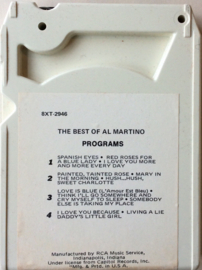 8XT-2946
THE BEST OF AL MARTINO
PROGRAMS
1 SPANISH EYES • RED ROSES FOR
A BLUE LADY • I LOVE YOU MORE
AND MORE EVERY DAY
2 PAINTED, TAINTED ROSE • MARY IN
THE MORNING • HUSH...HUSH,
SWEET CHARLOTTE
3 LOVE IS BLUE (L'Amour Est Bleu) •
THINK I'LL GO SOMEWHERE AND
CRY MYSELF TO SLEEP • SOMEBODY
ELSE IS TAKING MY PLACE
4 I LOVE YOU BECAUSE • LIVING A LIE
DADDY'S LITTLE GIRL
Manufactured by RCA Music Service,
Indianapolis, Indiana
Under license from Capitol Records, Inc.
Mfg. & Prtd. in U.S.A.